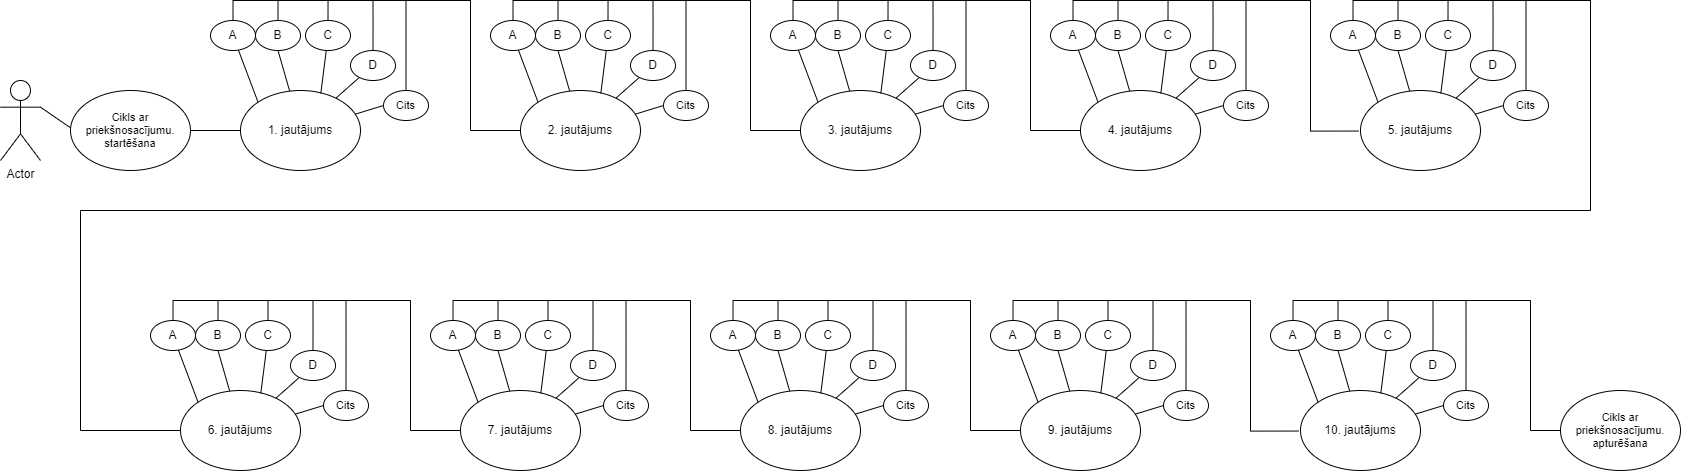 A
B
C
D
Cits
A
B
C
D
Cits
A
B
C
D
Cits
A
B
C
D
Cits
A
B
C
D
Cits
Actor
Cikls ar
priekšnosacījumu.
startēšana
1. jautājums
2. jautājums
3. jautājums
4. jautājums
5. jautājums
A
B
C
D
Cits
A
B
C
D
Cits
A
B
C
D
Cits
A
B
C
D
Cits
A
B
C
D
Cits
6. jautājums
7. jautājums
8. jautājums
9. jautājums
10. jautājums
Cikls ar
priekšnosacījumu.
apturēšana